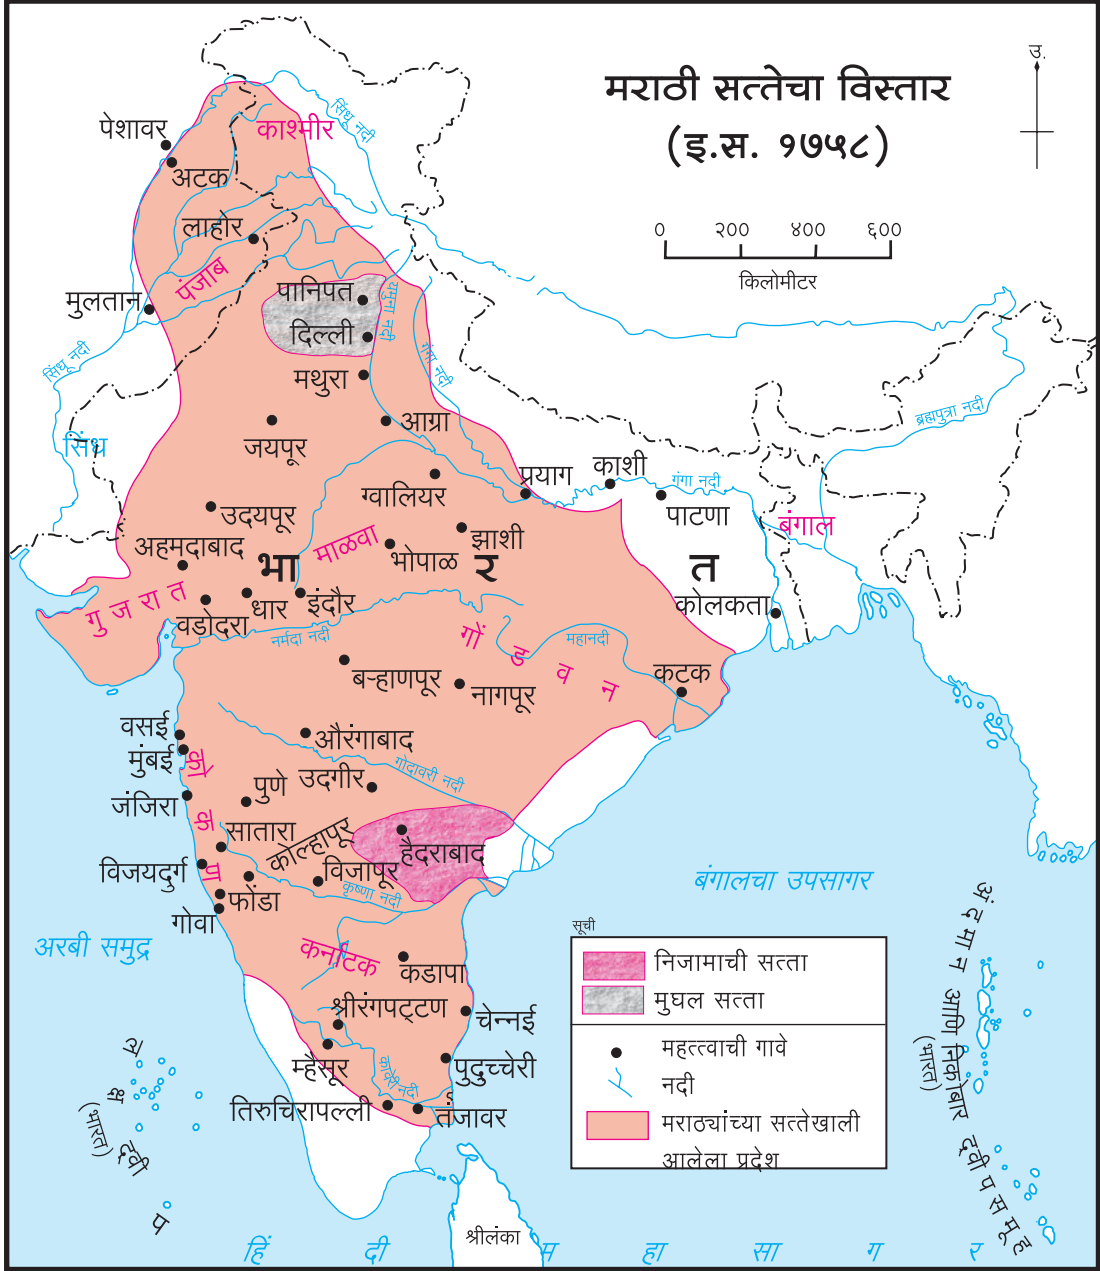 मराठी सत्तेचा विस्तार
(इ.स. १७५८)
उ.
० २०० ४०० ६००
किलोमीटर
काश्मीर
सिंधू नदी
पेशावर
अटक
लाहोर
पंजाब
मुलतान
पानिपत
दिल्ली
यमुना नदी
गंगा नदी
सिंधू नदी
मथुरा
आग्रा
जयपूर
सिंध
ब्रह्मपुत्रा नदी
ग्वालियर
प्रयाग
काशी
गंगा नदी
पाटणा
बंगाल
उदयपूर
झाशी
माळवा
भोपाळ
अहमदाबाद
भा र त
गुजरात
वडोदरा
धार
इंदौर
कोलकता
नर्मदा नदी
गोंडवन
महानदी
बऱ्हाणपूर
नागपूर
कटक
वसई
मुंबई
औरंगाबाद
गोदावरी नदी
कोकण
जंजिरा
पुणे
उदगीर
सातारा
कोल्हापूर
हैदराबाद
विजयदुर्ग
विजापूर
कृष्णा नदी
फोंडा
गोवा
बंगालचा उपसागर
अरबी समुद्र
कर्नाटक
कडापा
श्रीरंगपट्टण
चेन्नई
म्हैसूर
पुदुच्चेरी
कावेरी नदी
तिरुचिरापल्ली
तंजावर
सूची
निजामाची सत्ता
मुघल सत्ता
महत्त्वाची गावे
नदी
मराठ्यांच्या सत्तेखाली
आलेला प्रदेश
अंदमान आणि निकोबार द्वीपसमूह
(भारत)
लक्षद्वीप
(भारत)
श्रीलंका
हिंदी महासागर